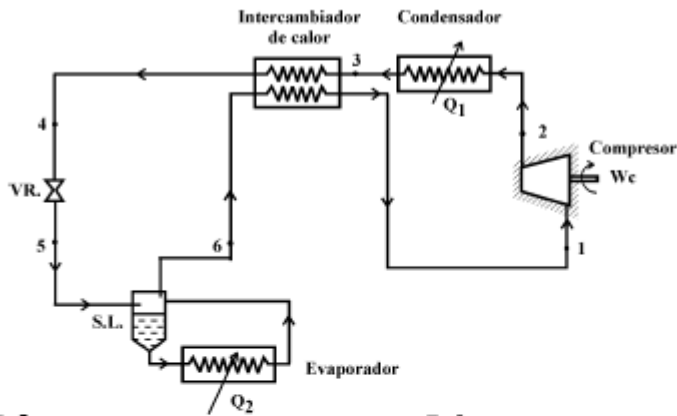 Intercambiador
de calor
Condensador
3
Q1
4
2
Compresor
Wc
VR.
5
6
1
S.L.
Evaporador
Q2